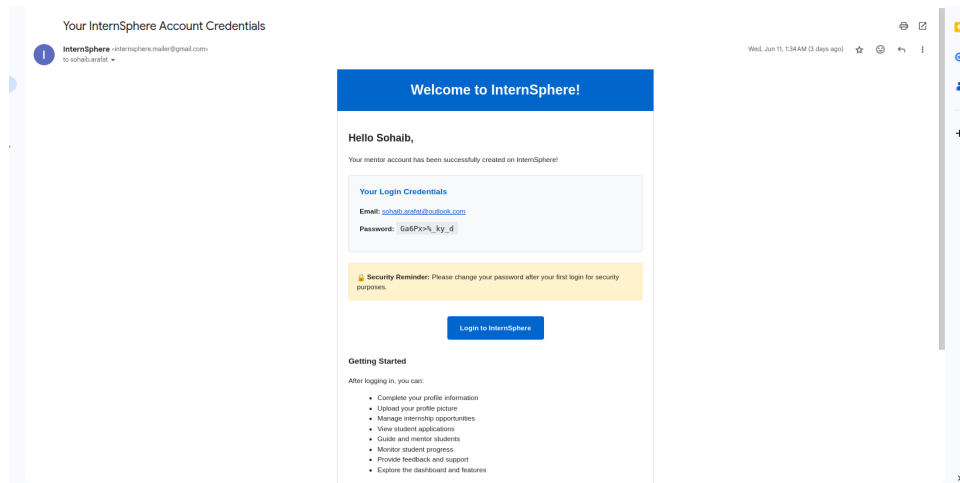 Your InternSphere Account Credentials
InternSphere <internsphere.mailer@gmail.com>
Wed, Jun 11, 1:34 AM (3 days ago)
to sohaib.arafat
I
Welcome to InternSphere!
Hello Sohaib,
Your mentor account has been successfully created on InternSphere!
Your Login Credentials
Email: sohaib.arafat@outlook.com
Password: Ga6Px>%_ky_d
🔒 Security Reminder: Please change your password after your first login for security
purposes.
Login to InternSphere
Getting Started
After logging in, you can:
• Complete your profile information
• Upload your profile picture
• Manage internship opportunities
• View student applications
• Guide and mentor students
• Monitor student progress
• Provide feedback and support
• Explore the dashboard and features